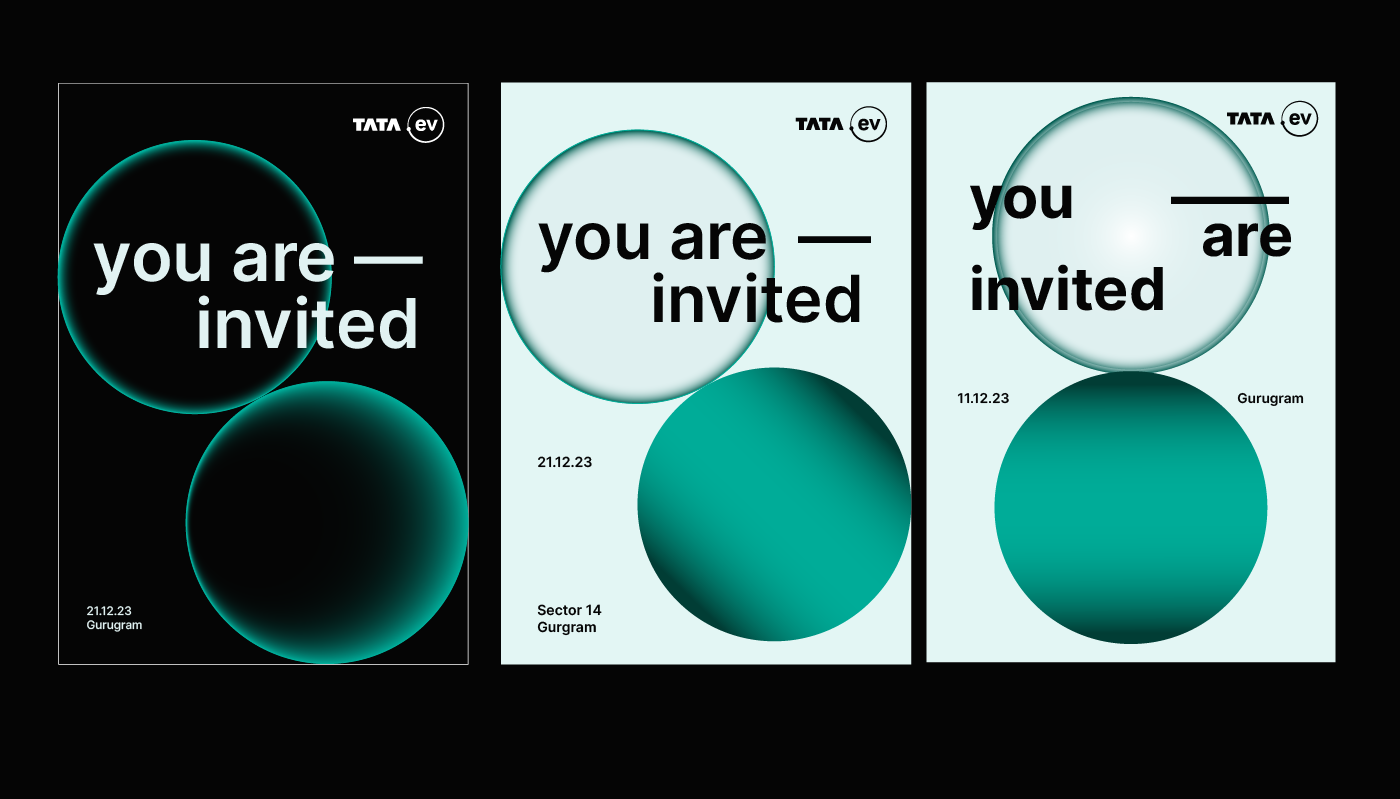 TATA .ev
you are —
invited
21.12.23
Gurugram
TATA .ev
you are —
invited
21.12.23
Sector 14
Gurgram
TATA .ev
you —
are
invited
11.12.23
Gurugram